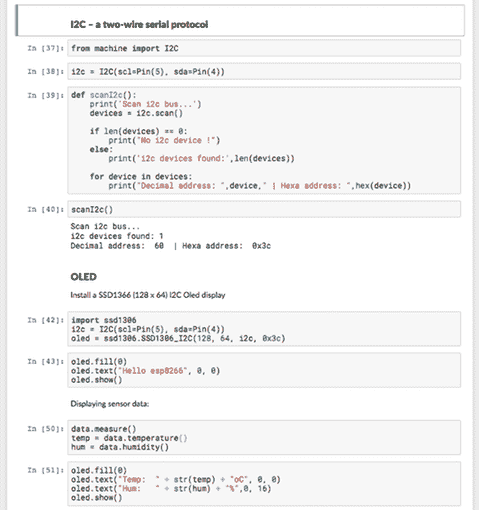 I2C - a two-wire serial protocol
In [37]: from machine import I2C
In [38]: i2c = I2C(scl=Pin(5), sda=Pin(4))
In [39]: def scanI2c():
    print('Scan i2c bus...')
    devices = i2c.scan()
    if len(devices) == 0:
        print("No i2c device !")
    else:
        print('i2c devices found:',len(devices))
    for device in devices:
        print("Decimal address: ",device," | Hexa address: ",hex(device))
In [40]: scanI2c()
Scan i2c bus...
i2c devices found: 1
Decimal address:  60  | Hexa address:  0x3c
OLED
Install a SSD1366 (128 x 64) I2C Oled display
In [42]: import ssd1306
i2c = I2C(scl=Pin(5), sda=Pin(4))
oled = ssd1306.SSD1306_I2C(128, 64, i2c, 0x3c)
In [43]: oled.fill(0)
oled.text("Hello esp8266", 0, 0)
oled.show()
Displaying sensor data:
In [50]: data.measure()
temp = data.temperature()
hum = data.humidity()
In [51]: oled.fill(0)
oled.text("Temp:  " + str(temp) + "oC", 0, 0)
oled.text("Hum:   " + str(hum) + "%",0, 16)
oled.show()